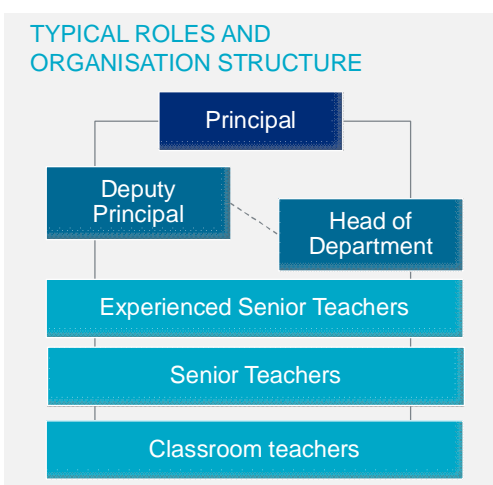 TYPICAL ROLES AND
ORGANISATION STRUCTURE
Principal
Deputy
Principal
Head of
Department
Experienced Senior Teachers
Senior Teachers
Classroom teachers